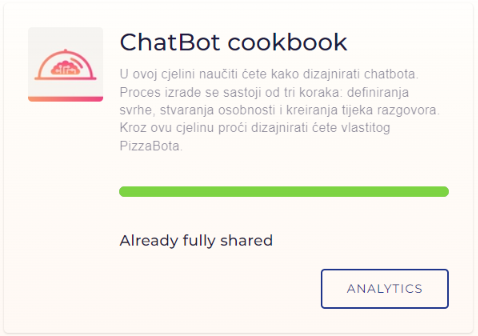 ChatBot cookbook
U ovoj cjelini naučiti ćete kako dizajnirati chatbota.
Proces izrade se sastoji od tri koraka: definiranja
svrhe, stvaranja osobnosti i kreiranja tijeka razgovora.
Kroz ovu cjelinu proći dizajnirati ćete vlastitog
PizzaBota.
Already fully shared
ANALYTICS